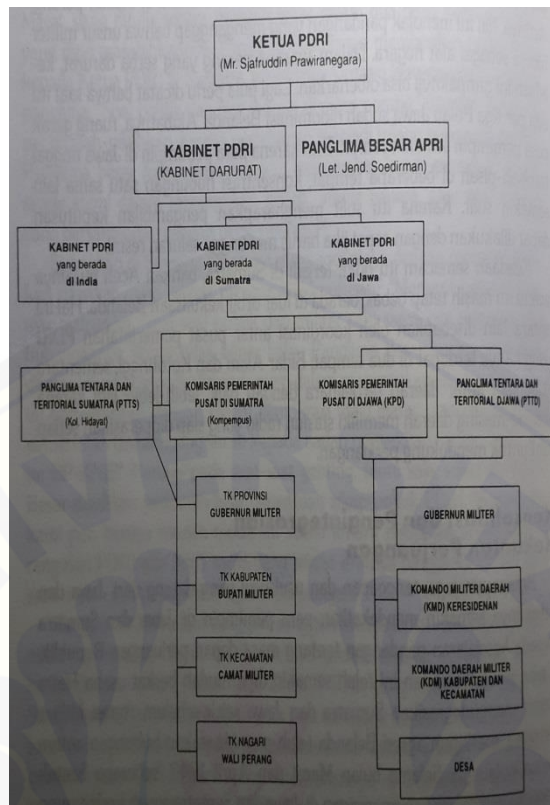 KETUA PDRI
(Mr. Sjafruddin Prawiranegara)
KABINET PDRI
(KABINET DARURAT)
PANGLIMA BESAR APRI
(Let. Jend. Soedirman)
KABINET PDRI
yang berada
di India
KABINET PDRI
yang berada
di Sumatra
KABINET PDRI
yang berada
di Jawa
PANGLIMA TENTARA DAN
TERITORIAL SUMATRA (PTTS)
(Kol. Hidayat)
KOMISARIS PEMERINTAH
PUSAT DI SUMATRA
(Kompempus)
KOMISARIS PEMERINTAH
PUSAT DI DJAWA (KPD)
PANGLIMA TENTARA DAN
TERITORIAL DJAWA (PTTD)
TK PROVINSI
GUBERNUR MILITER
GUBERNUR MILITER
TK KABUPATEN
BUPATI MILITER
KOMANDO MILITER DAERAH
(KMD) KERESIDENAN
TK KECAMATAN
CAMAT MILITER
KOMANDO DAERAH MILITER
(KDM) KABUPATEN DAN
KECAMATAN
TK NAGARI
WALI PERANG
DESA